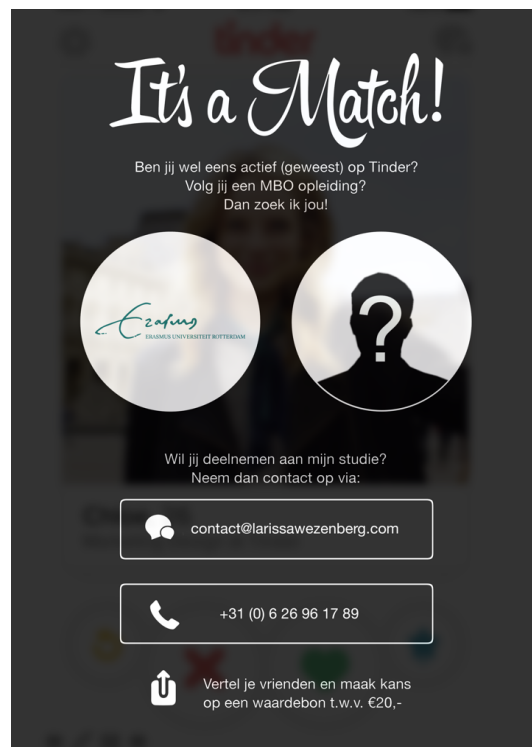 tinder
It's a Match!
Ben jij wel eens actief (geweest) op Tinder?
Volg jij een MBO opleiding?
Dan zoek ik jou!
Erasmus
ERASMUS UNIVERSITEIT ROTTERDAM
?
Wil jij deelnemen aan mijn studie?
Neem dan contact op via:
contact@larissawezenberg.com
+31 (0) 6 26 96 17 89
Vertel je vrienden en maak kans
op een waardebon t.w.v. €20,-